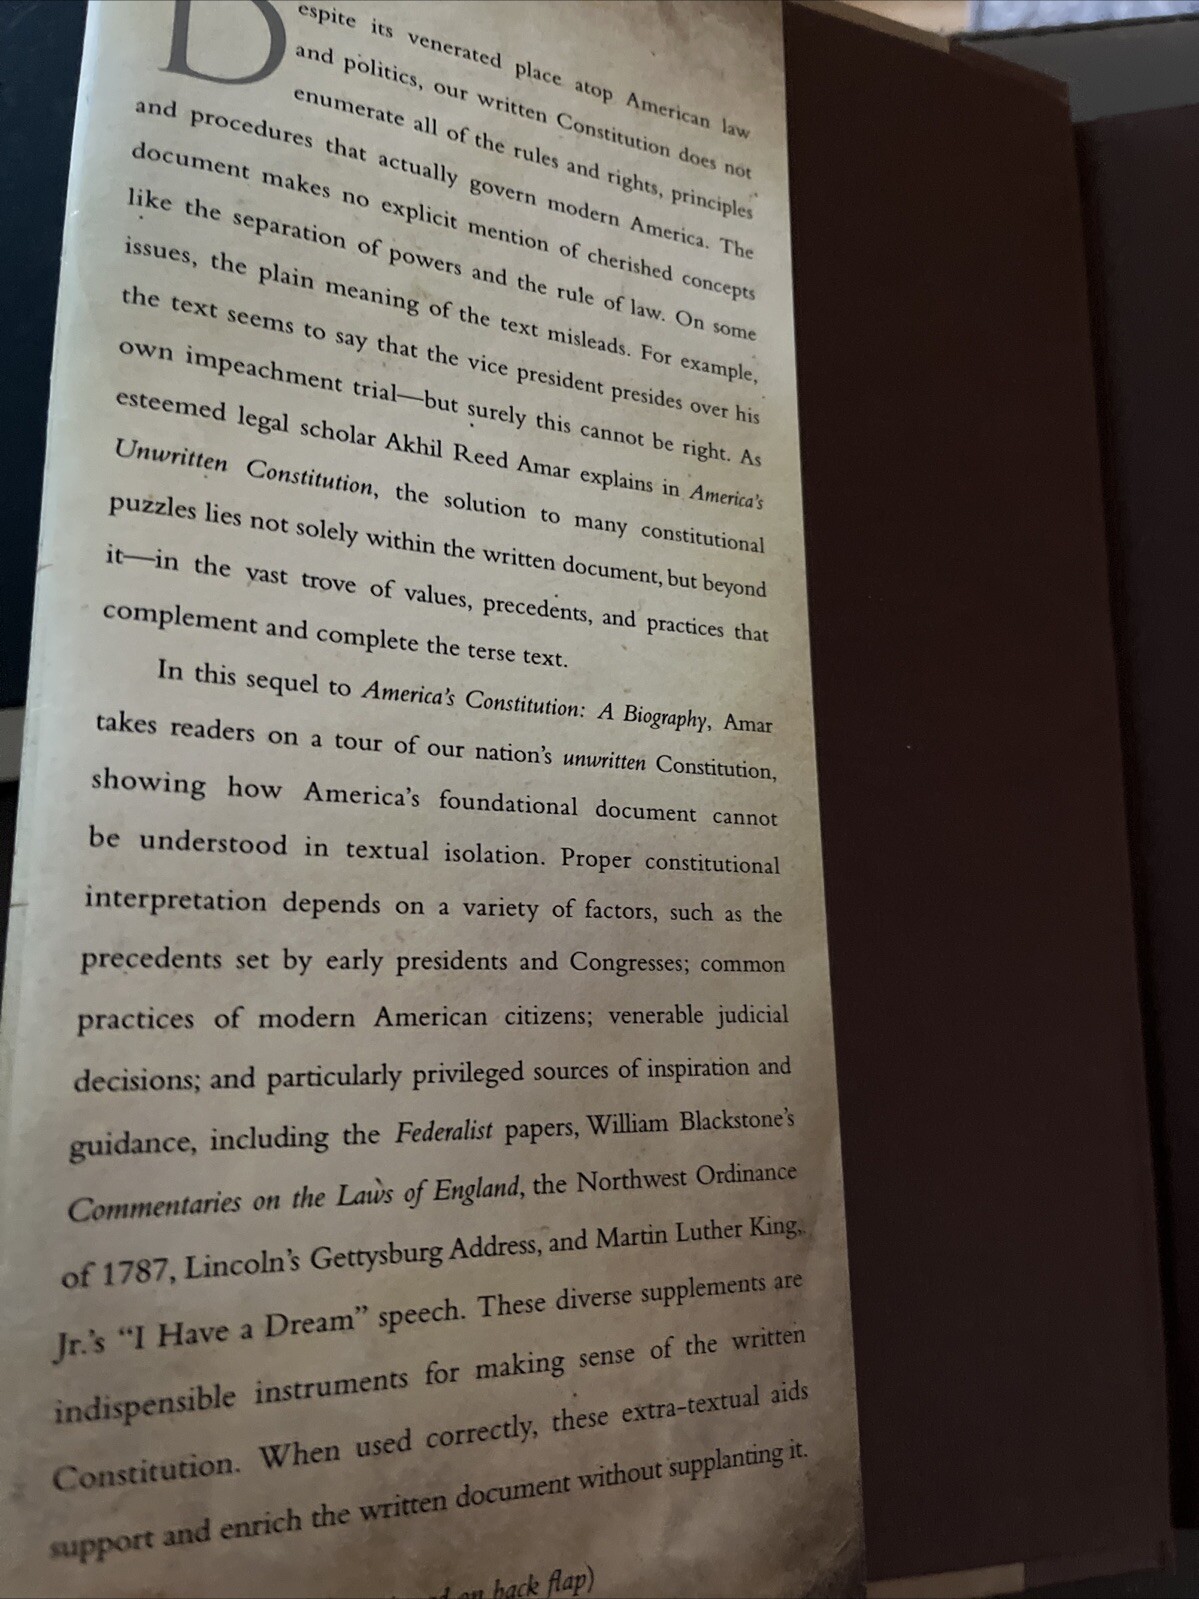 Despite its venerated place atop American law
and politics, our written Constitution does not
enumerate all of the rules and rights, principles
and procedures that actually govern modern America. The
document makes no explicit mention of cherished concepts
like the separation of powers and the rule of law. On some
issues, the plain meaning of the text misleads. For example,
the text seems to say that the vice president presides over his
own impeachment trial—but surely this cannot be right. As
esteemed legal scholar Akhil Reed Amar explains in America's
Unwritten Constitution, the solution to many constitutional
puzzles lies not solely within the written document, but beyond
it—in the vast trove of values, precedents, and practices that
complement and complete the terse text.
In this sequel to America's Constitution: A Biography, Amar
takes readers on a tour of our nation's unwritten Constitution,
showing how America's foundational document cannot
be understood in textual isolation. Proper constitutional
interpretation depends on a variety of factors, such as the
precedents set by early presidents and Congresses; common
practices of modern American citizens; venerable judicial
decisions; and particularly privileged sources of inspiration and
guidance, including the Federalist papers, William Blackstone's
Commentaries on the Laws of England, the Northwest Ordinance
of 1787, Lincoln's Gettysburg Address, and Martin Luther King,
Jr.'s “I Have a Dream” speech. These diverse supplements are
indispensible instruments for making sense of the written
Constitution. When used correctly, these extra-textual aids
support and enrich the written document without supplanting it.
on back flap)